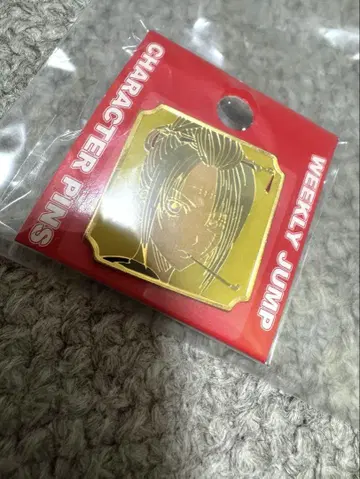 WEEKLY JUMP
CHARACTER PINS